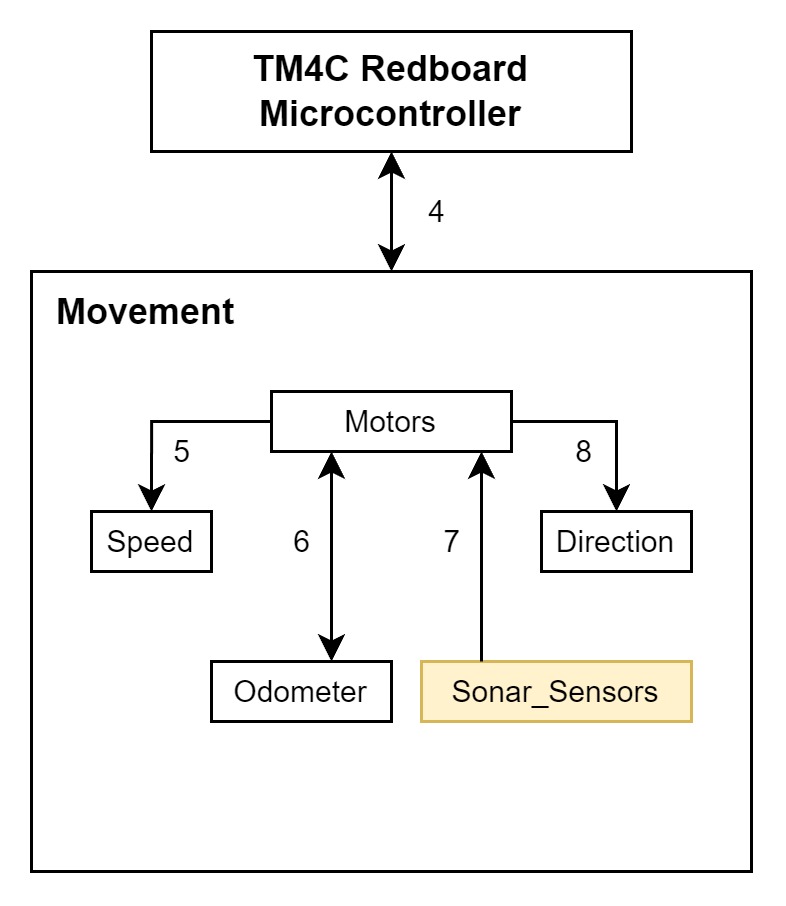 TM4C Redboard
Microcontroller
4
Movement
Motors
5
8
Speed
6
7
Direction
Odometer
Sonar_Sensors